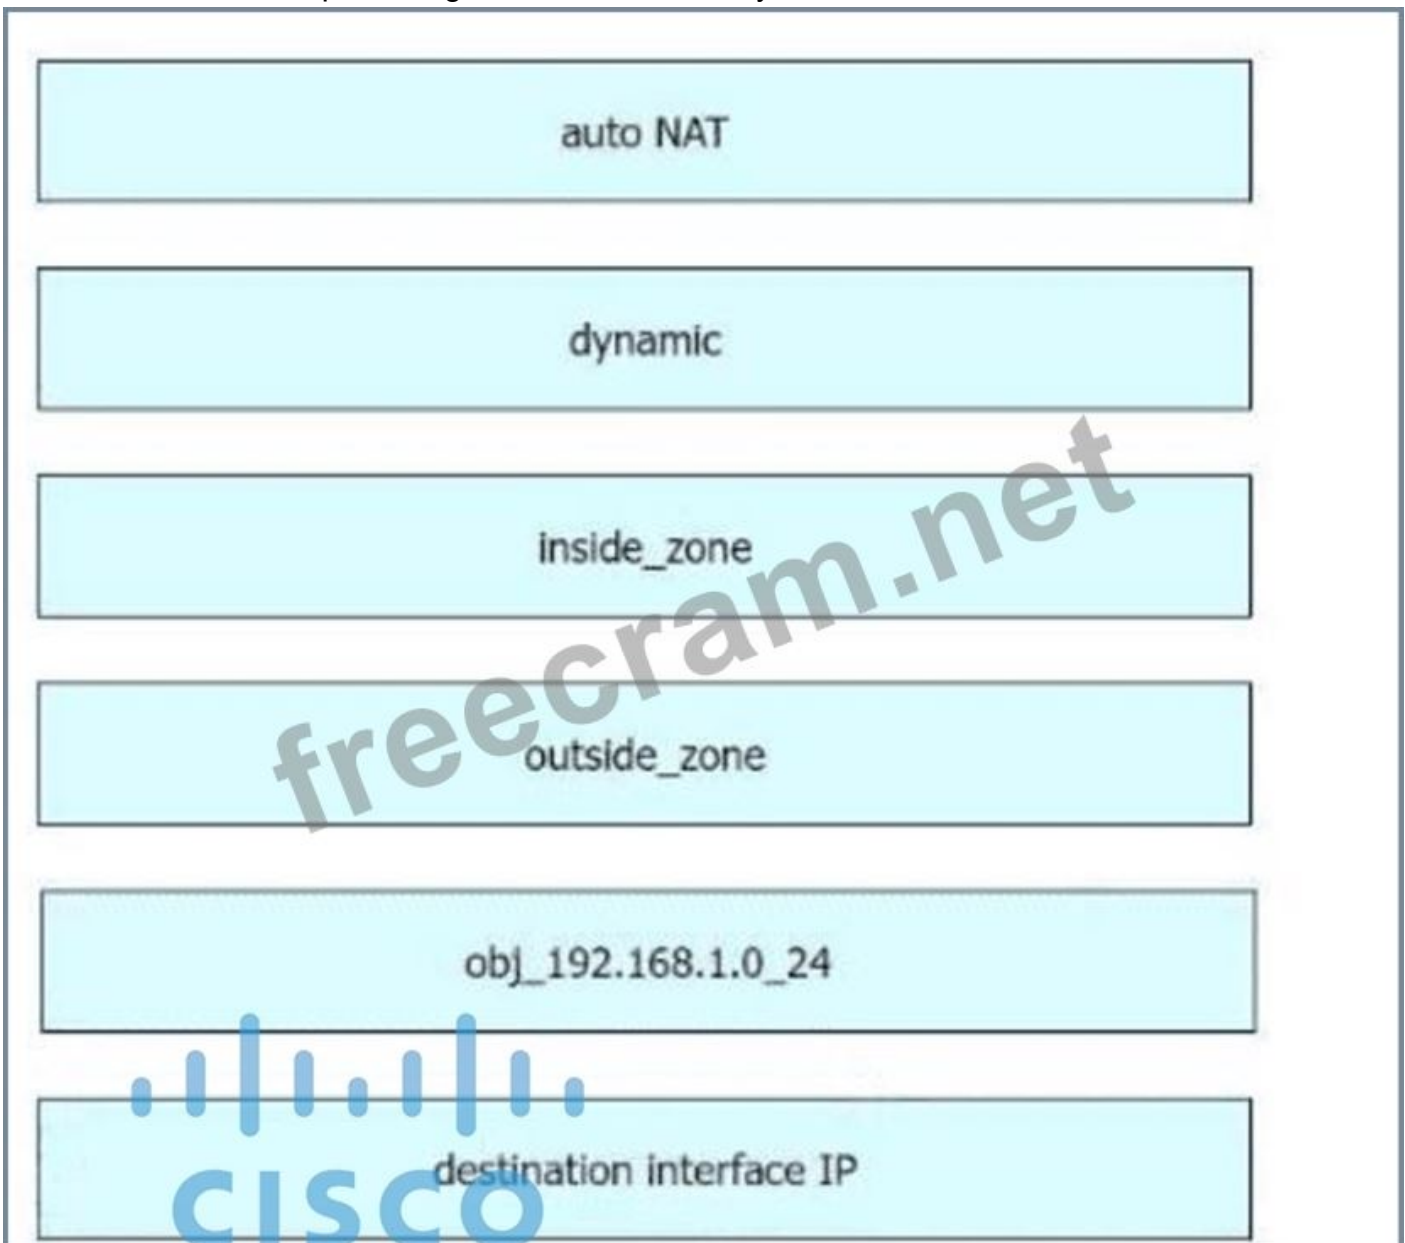 auto NAT
dynamic
inside_zone
freecram.net
outside_zone
obj_192.168.1.0_24
destination interface IP
CISCO